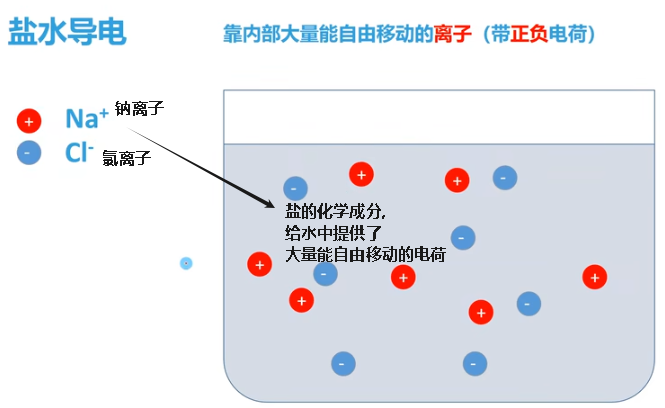 盐水导电
靠内部大量能自由移动的离子（带正负电荷）
+ Na⁺ 钠离子
- Cl⁻ 氯离子
盐的化学成分,
给水中提供了
大量能自由移动的电荷